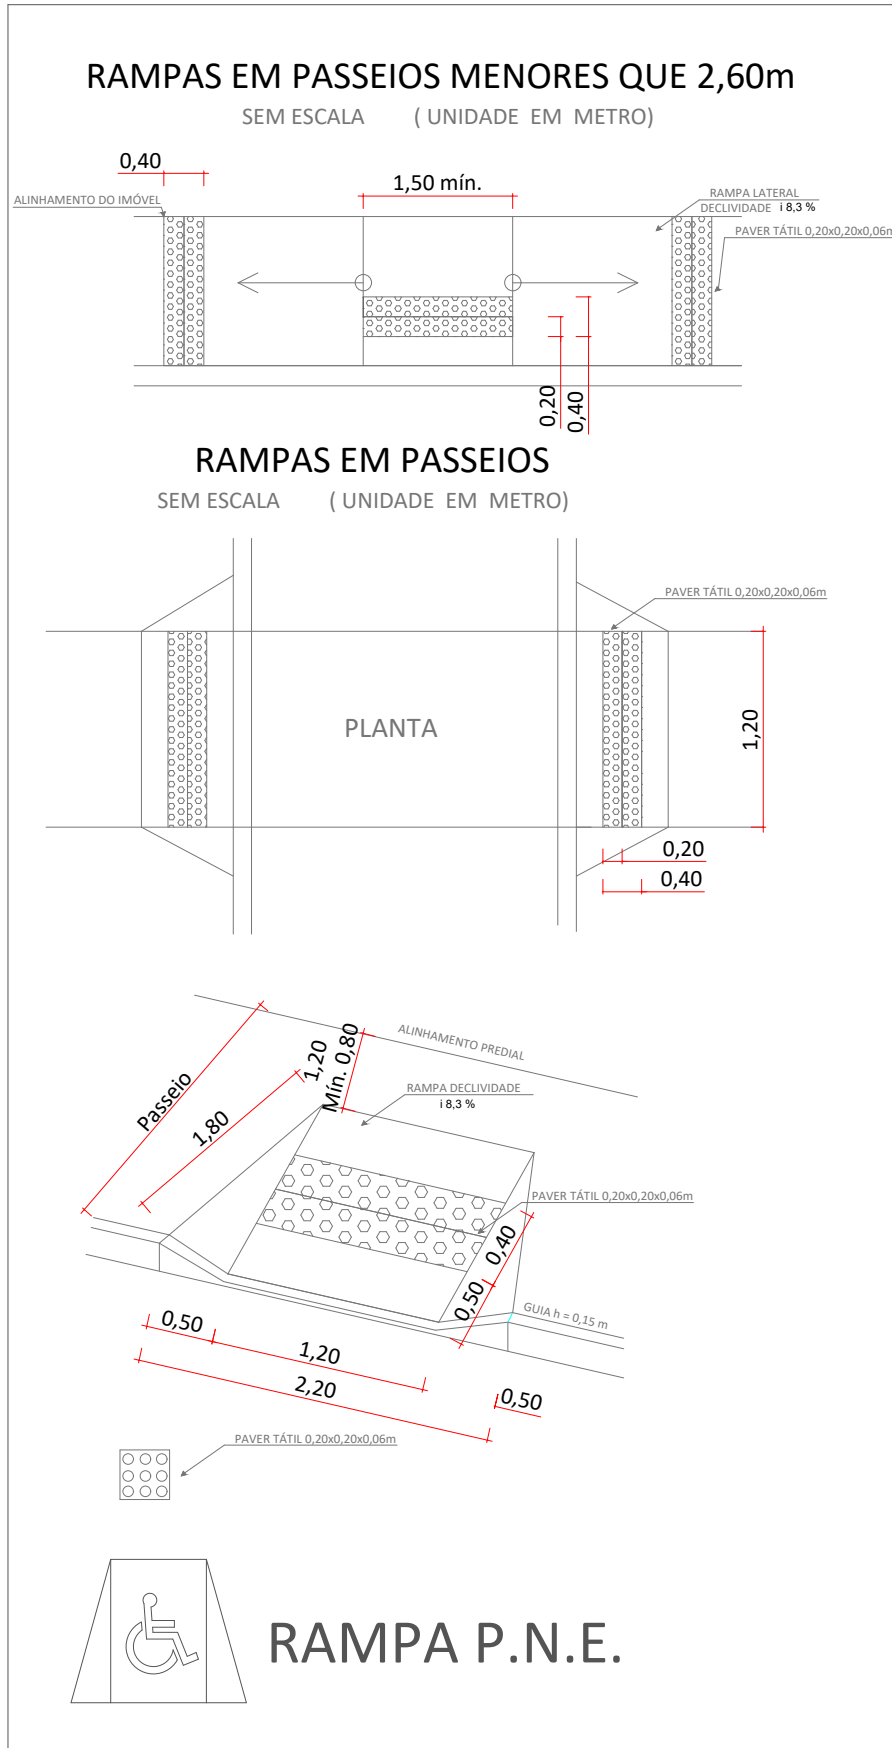 RAMPAS EM PASSEIOS MENORES QUE 2,60m
SEM ESCALA ( UNIDADE EM METRO)
0,40
1,50 mín.
ALINHAMENTO DO IMÓVEL
RAMPA LATERAL
DECLIVIDADE i 8,3 %
PAVER TÁTIL 0,20x0,20x0,06m
0,20
0,40
RAMPAS EM PASSEIOS
SEM ESCALA ( UNIDADE EM METRO)
PAVER TÁTIL 0,20x0,20x0,06m
PLANTA
1,20
0,20
0,40
ALINHAMENTO PREDIAL
Passeio
1,80
1,20
Mín. 0,80
RAMPA DECLIVIDADE
i 8,3 %
PAVER TÁTIL 0,20x0,20x0,06m
0,40
0,50
GUIA h = 0,15 m
0,50
1,20
2,20
0,50
PAVER TÁTIL 0,20x0,20x0,06m
RAMPA P.N.E.